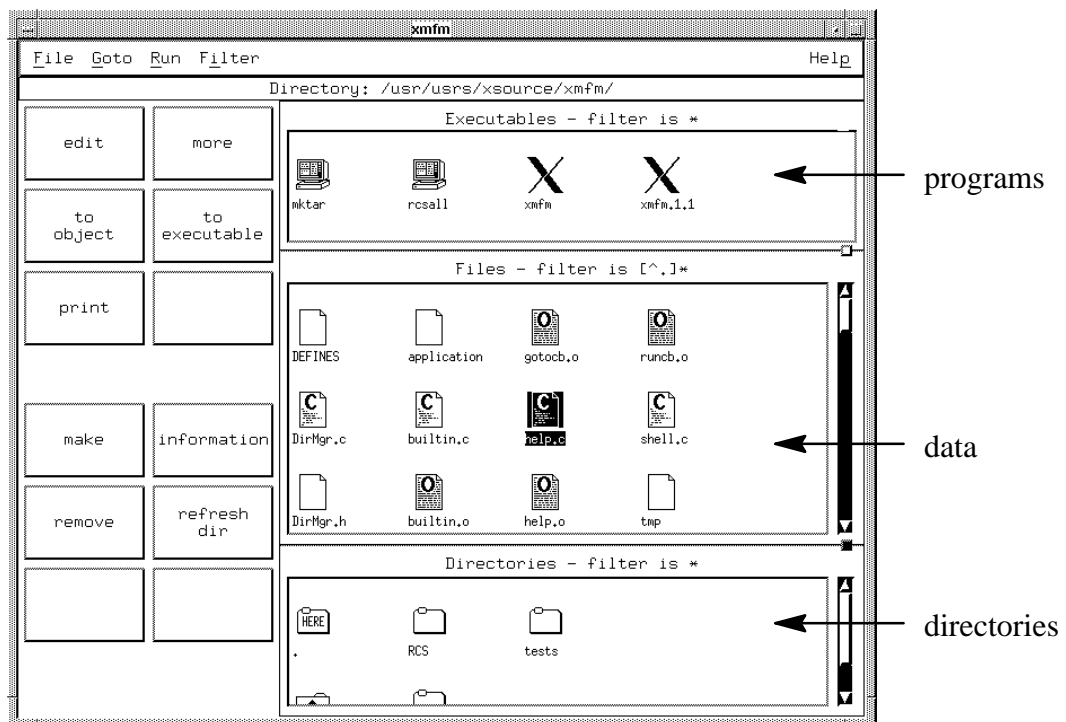 xmfm
File Goto Run Filter Help
Directory: /usr/usrs/xsource/xmfm/
edit more
to object to executable
print
make information
remove refresh dir
Executables - filter is *
mktar rcsall xmfm xmfm.1.1
programs
Files - filter is [^.]*
DEFINES application gotocb.o runcb.o
O O
C C C C
DirMgr.c builtin.c help.c shell.c
data
O O
DirMgr.h builtin.o help.o tmp
Directories - filter is *
HERE
. RCS tests
directories